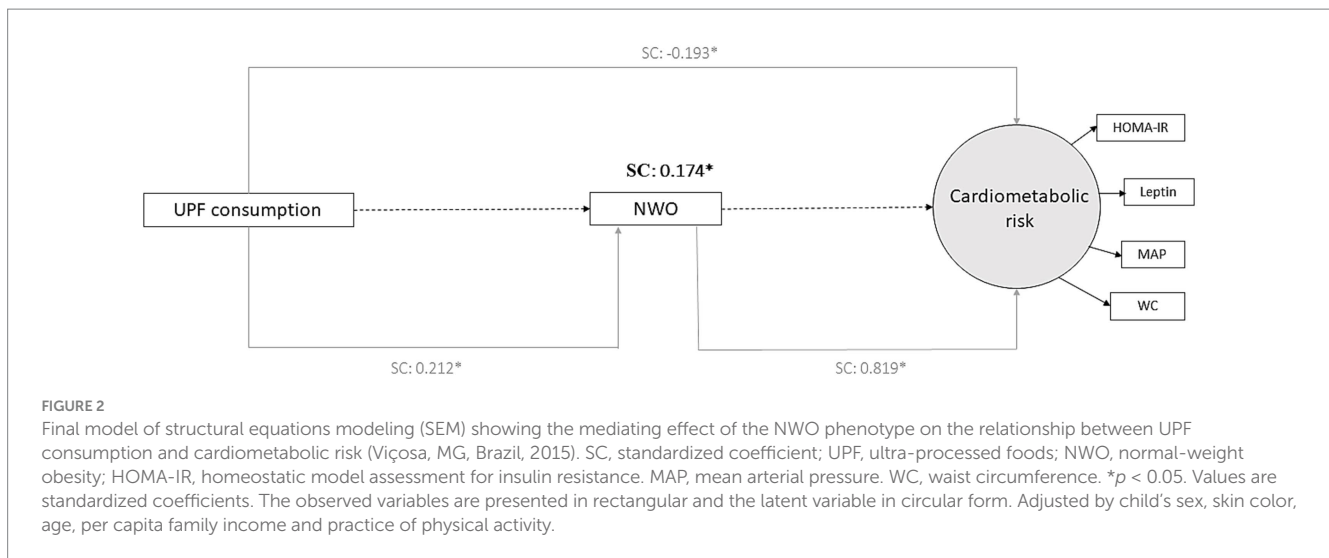 SC: -0.193*
HOMA-IR
SC: 0.174*
Leptin
UPF consumption
NWO
Cardiometabolic
risk
MAP
WC
SC: 0.212*
SC: 0.819*
FIGURE 2
Final model of structural equations modeling (SEM) showing the mediating effect of the NWO phenotype on the relationship between UPF
consumption and cardiometabolic risk (Viçosa, MG, Brazil, 2015). SC, standardized coefficient; UPF, ultra-processed foods; NWO, normal-weight
obesity; HOMA-IR, homeostatic model assessment for insulin resistance. MAP, mean arterial pressure. WC, waist circumference. *p < 0.05. Values are
standardized coefficients. The observed variables are presented in rectangular and the latent variable in circular form. Adjusted by child's sex, skin color,
age, per capita family income and practice of physical activity.